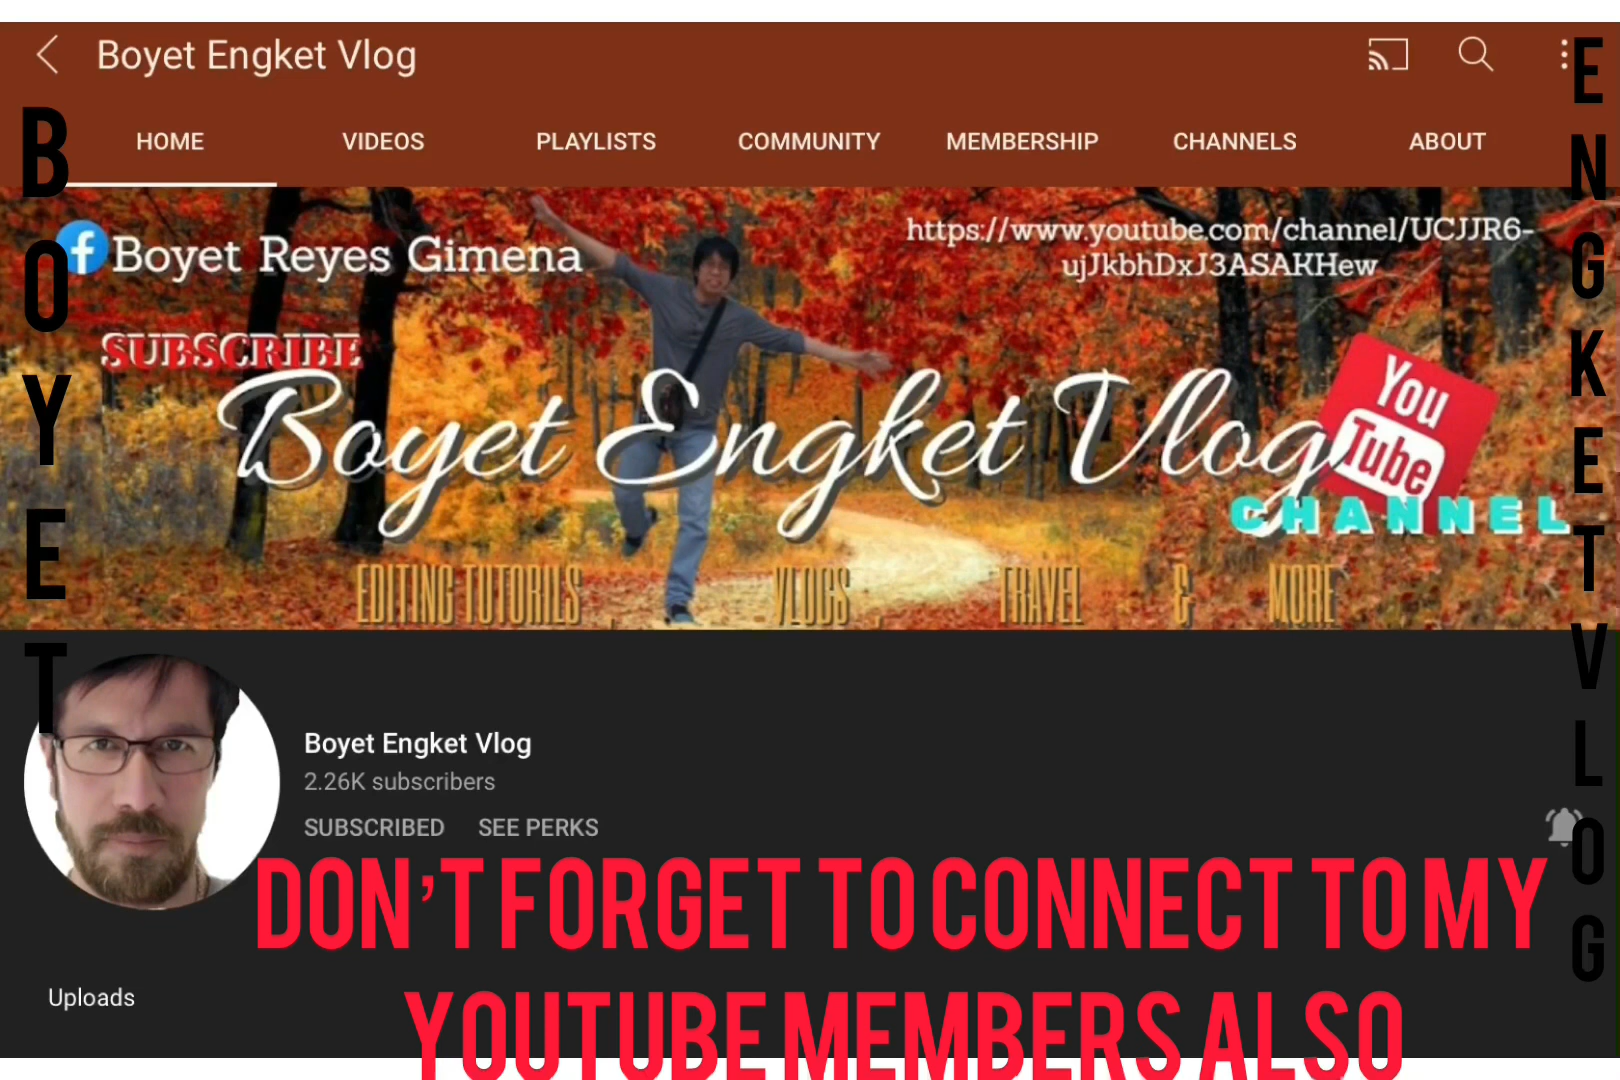 Boyet Engket Vlog
HOME VIDEOS PLAYLISTS COMMUNITY MEMBERSHIP CHANNELS ABOUT
BOYET
ENGKET VLOG
f Boyet Reyes Gimena
https://www.youtube.com/channel/UCJJR6-
ujJkbhDxJ3ASAKHew
SUBSCRIBE
Boyet Engket Vlog
You
Tube
CHANNEL
EDITING TUTORILS , VLOGS , TRAVEL & MORE
Boyet Engket Vlog
2.26K subscribers
SUBSCRIBED SEE PERKS
DON'T FORGET TO CONNECT TO MY
YOUTUBE MEMBERS ALSO
Uploads